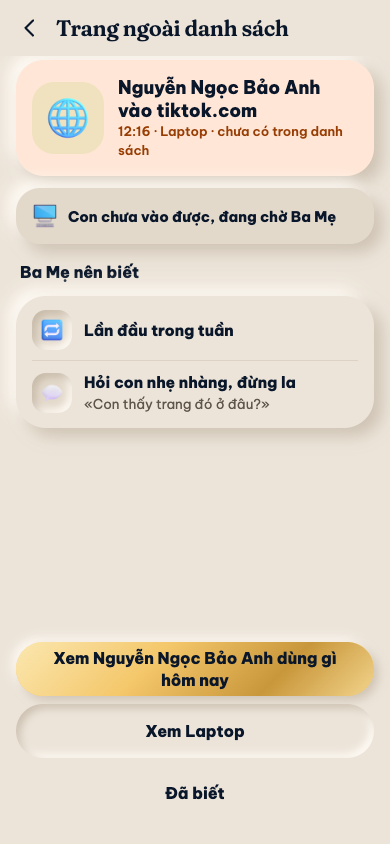 Trang ngoài danh sách
Nguyễn Ngọc Bảo Anh
vào tiktok.com
12:16 · Laptop · chưa có trong danh
sách
Con chưa vào được, đang chờ Ba Mẹ
Ba Mẹ nên biết
Lần đầu trong tuần
Hỏi con nhẹ nhàng, đừng la
«Con thấy trang đó ở đâu?»
Xem Nguyễn Ngọc Bảo Anh dùng gì
hôm nay
Xem Laptop
Đã biết